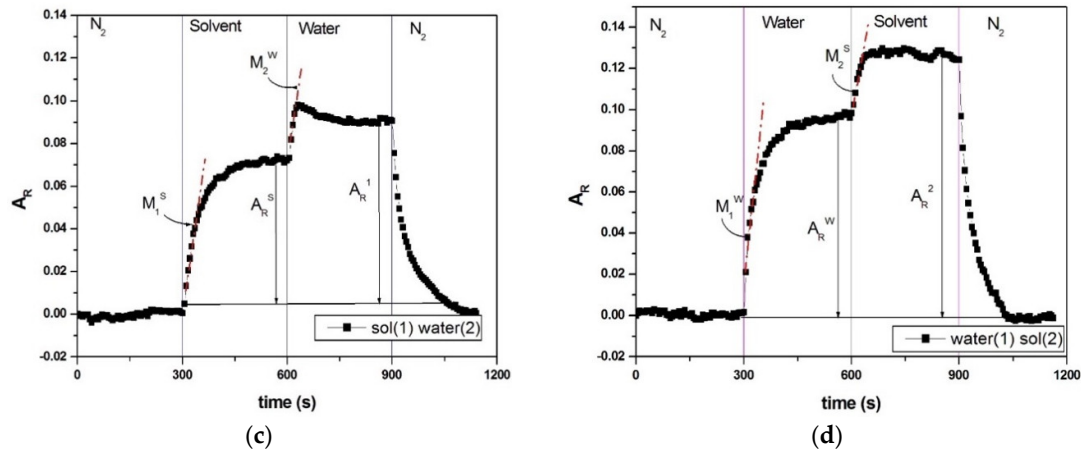 N2 Solvent Water N2
M2W
M1S
ARS
AR1
sol(1) water(2)
0.14
0.12
0.10
0.08
0.06
0.04
0.02
0.00
-0.02
AR
0 300 600 900 1200
time (s)
(c)
N2 Water Solvent N2
M2S
M1W
ARW
AR2
water(1) sol(2)
0.14
0.12
0.10
0.08
0.06
0.04
0.02
0.00
-0.02
AR
0 300 600 900 1200
time (s)
(d)